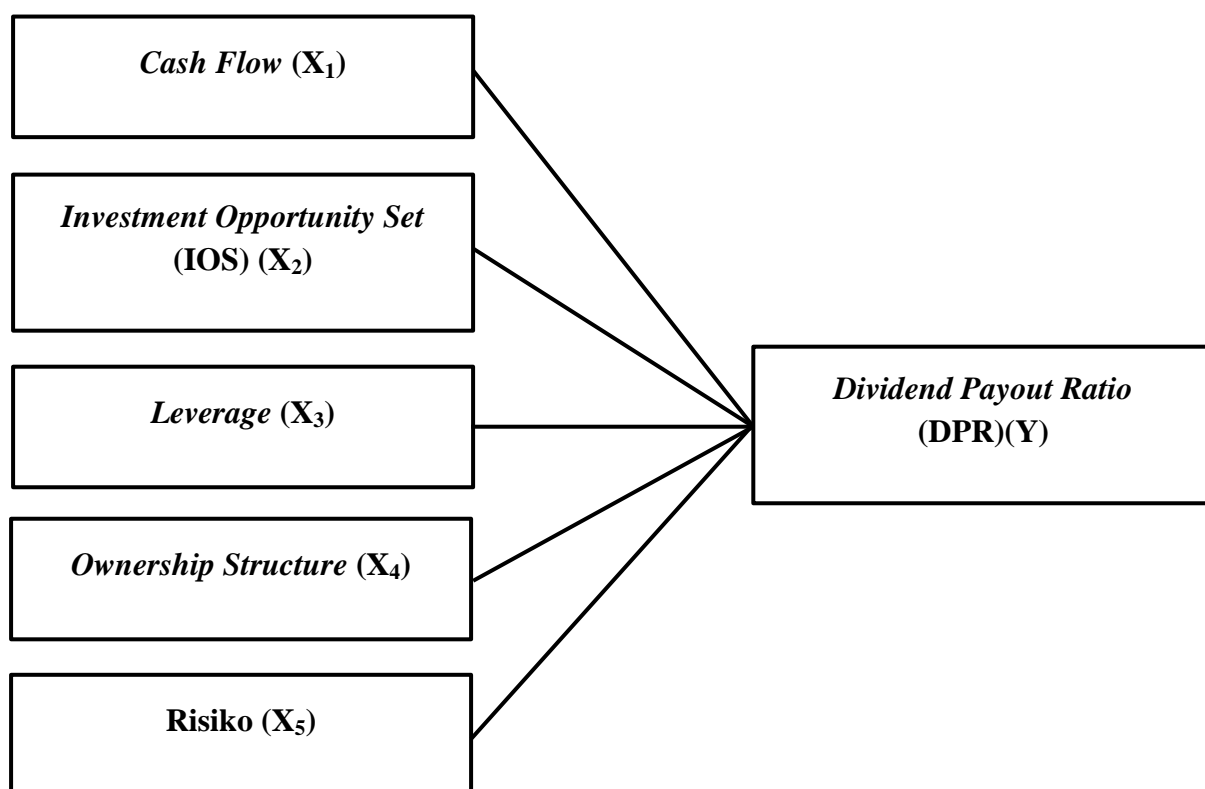 Cash Flow (X₁)
Investment Opportunity Set
(IOS) (X₂)
Leverage (X₃)
Dividend Payout Ratio
(DPR)(Y)
Ownership Structure (X₄)
Risiko (X₅)